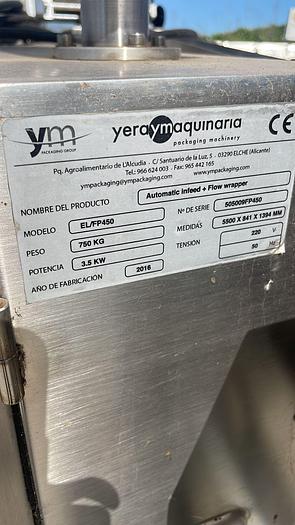 ym
PACKAGING GROUP
yeraymaquinaria
packaging machinery
CE
Pq. Agroalimentario de l'Alcudia . C/ Santuario de la Luz, 5 . 03290 ELCHE (Alicante)
Tel.: 966 624 003 . Fax: 965 442 165
ympackaging@ympackaging.com www.ympackaging.com
NOMBRE DEL PRODUCTO Automatic infeed + Flow wrapper
MODELO EL/FP450 Nº DE SERIE 505009FP450
PESO 750 KG MEDIDAS 5500 X 841 X 1394 MM
POTENCIA 3.5 KW TENSION 220 V
AÑO DE FABRICACION 2016 50 Hz